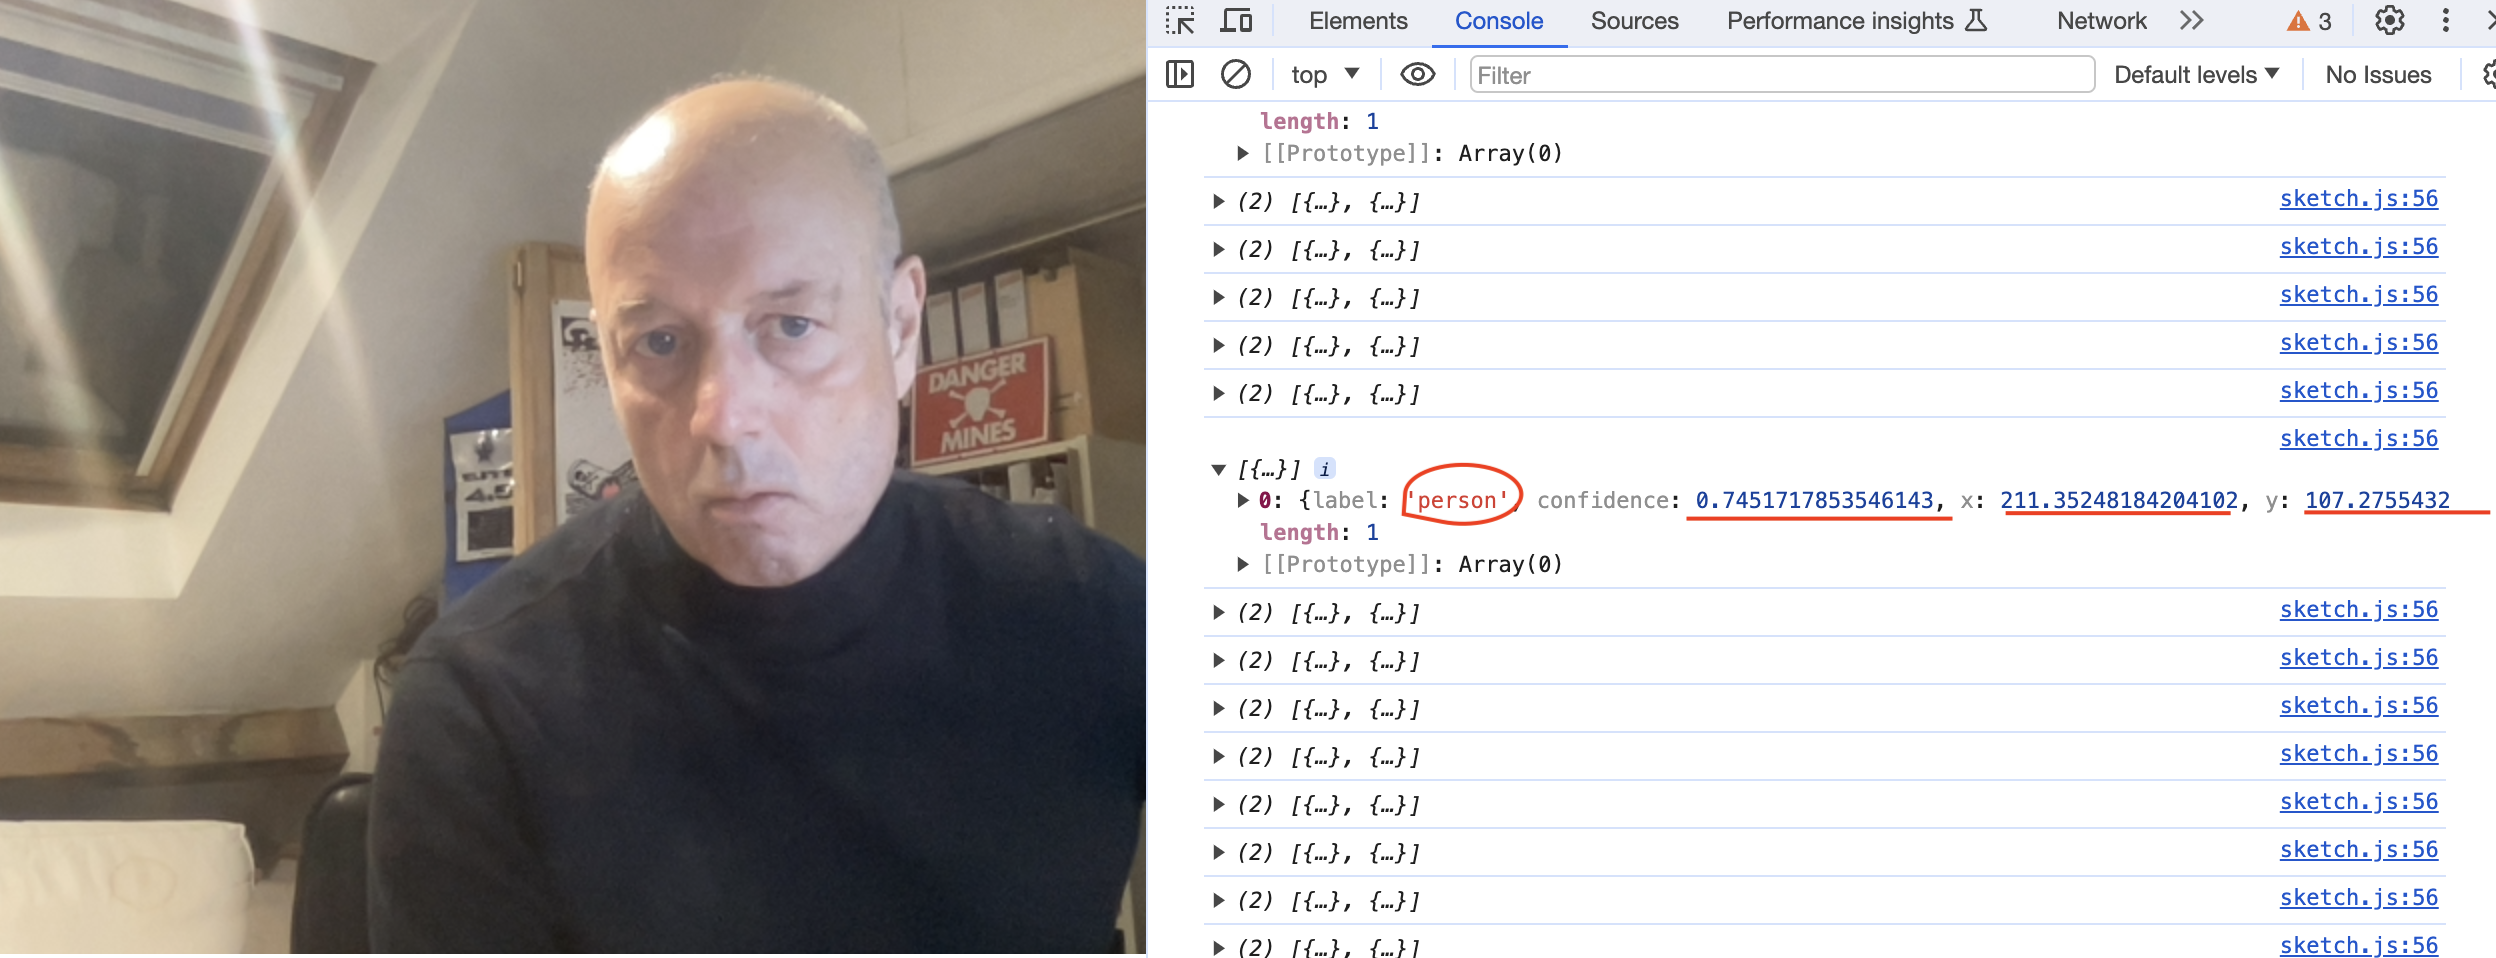 DANGER
MINES
4.9
Elements Console Sources Performance insights Network 3
top Filter Default levels No Issues
length: 1
[[Prototype]]: Array(0)
(2) [{…}, {…}] sketch.js:56
(2) [{…}, {…}] sketch.js:56
(2) [{…}, {…}] sketch.js:56
(2) [{…}, {…}] sketch.js:56
(2) [{…}, {…}] sketch.js:56
sketch.js:56
[{…}] i
0: {label: 'person', confidence: 0.7451717853546143, x: 211.35248184204102, y: 107.2755432
length: 1
[[Prototype]]: Array(0)
(2) [{…}, {…}] sketch.js:56
(2) [{…}, {…}] sketch.js:56
(2) [{…}, {…}] sketch.js:56
(2) [{…}, {…}] sketch.js:56
(2) [{…}, {…}] sketch.js:56
(2) [{…}, {…}] sketch.js:56
(2) [{…}, {…}] sketch.js:56
(2) [{…}, {…}] sketch.js:56